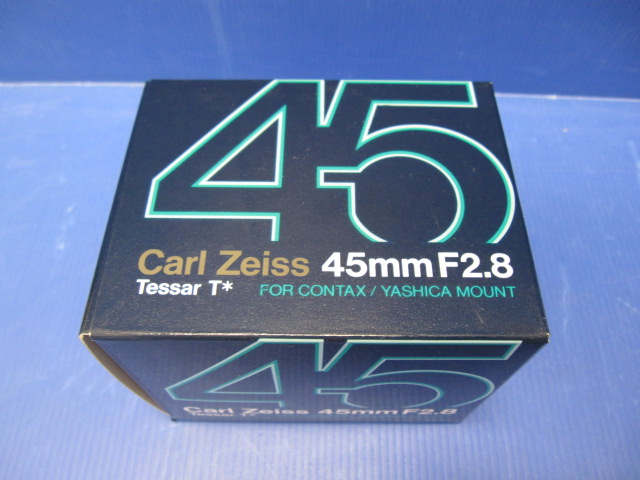 45
Carl Zeiss 45mm F2.8
Tessar T* FOR CONTAX / YASHICA MOUNT
45
Carl Zeiss 45mm F2.8
Tessar